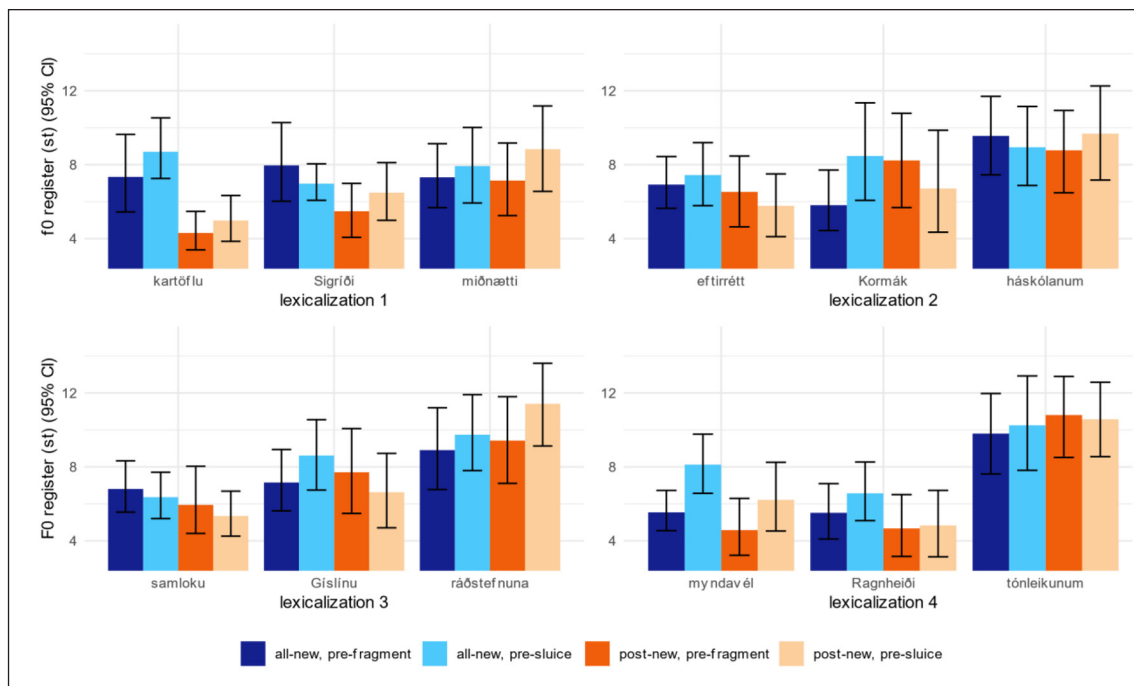 f0 register (st) (95% CI)
12
8
4
kartöflu Sigríði miðnætti
lexicalization 1
12
8
4
eftirrétt Kormák háskólanum
lexicalization 2
F0 register (st) (95% CI)
12
8
4
samloku Gíslínu ráðstefnuna
lexicalization 3
12
8
4
myndavél Ragnheiði tónleikunum
lexicalization 4
all-new, pre-fragment all-new, pre-sluice post-new, pre-fragment post-new, pre-sluice